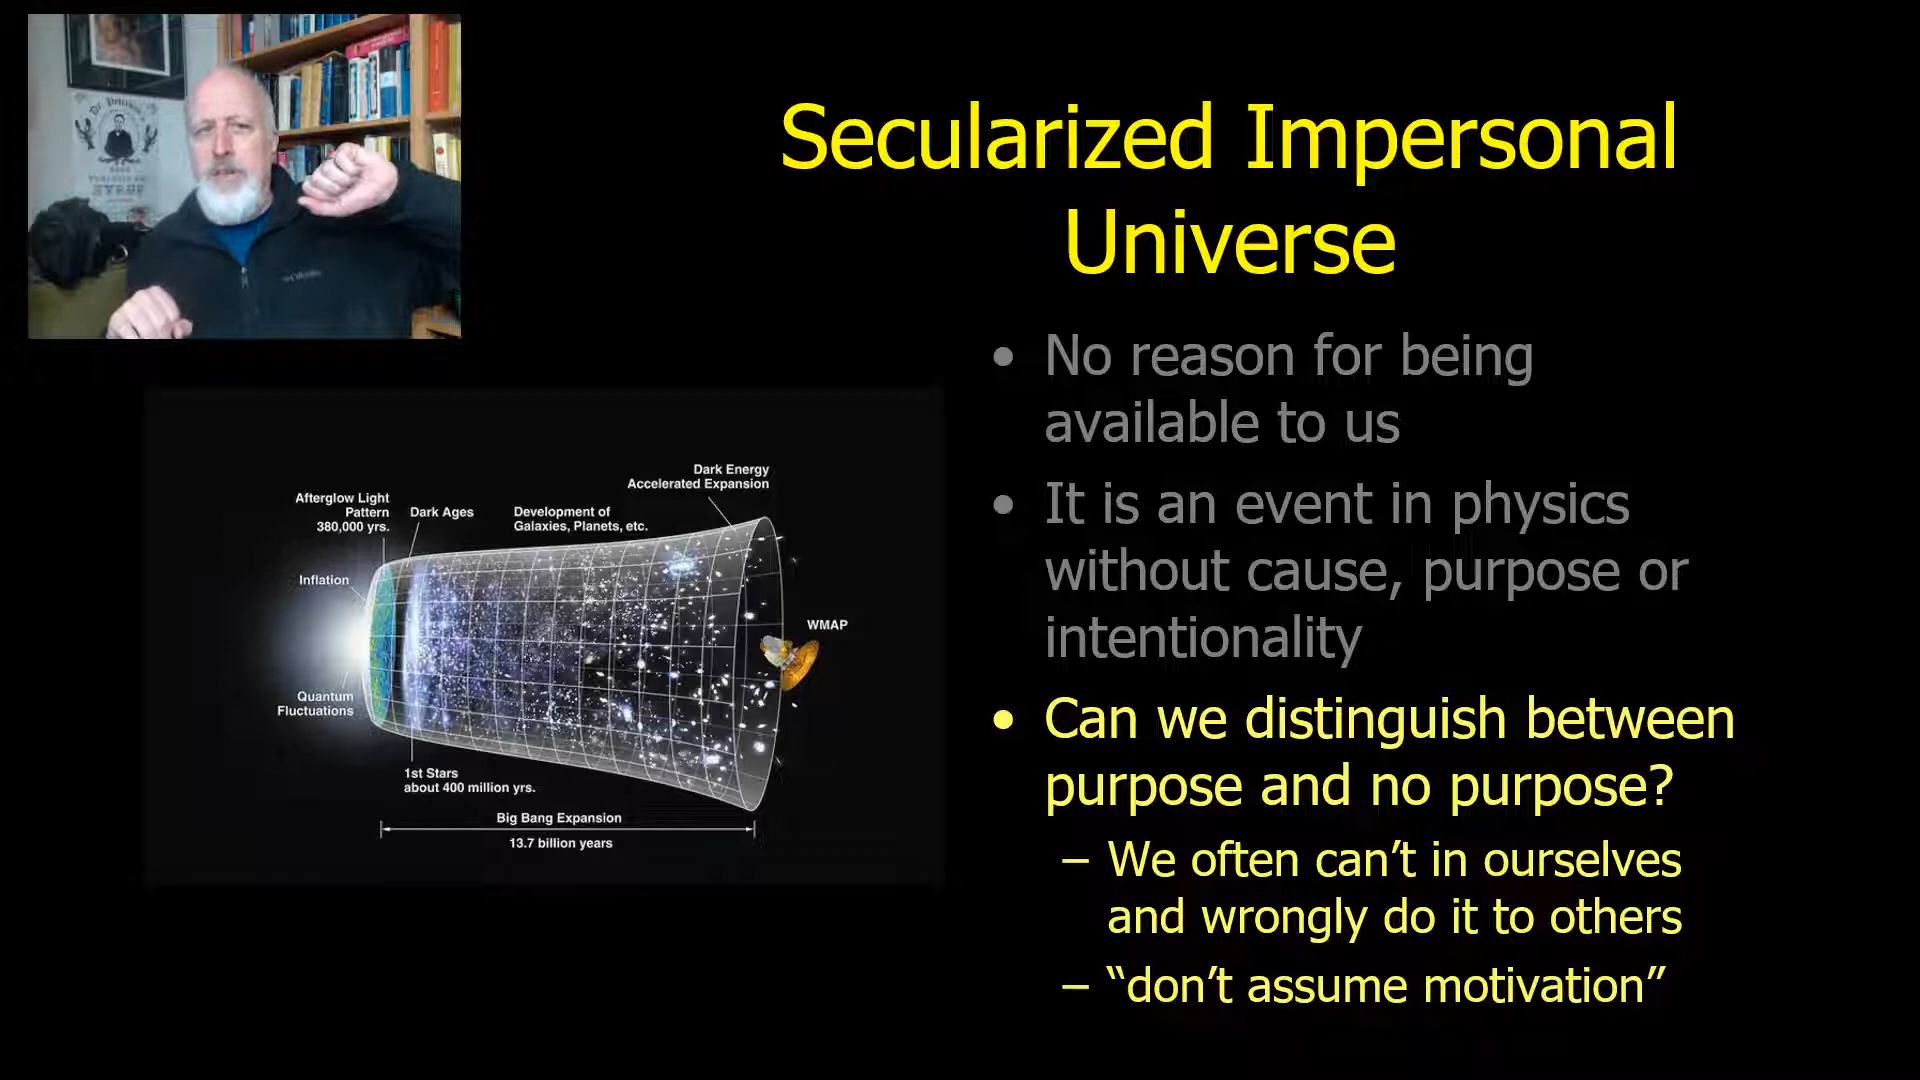 Secularized Impersonal
Universe
• No reason for being
available to us
• It is an event in physics
without cause, purpose or
intentionality
• Can we distinguish between
purpose and no purpose?
– We often can’t in ourselves
and wrongly do it to others
– “don’t assume motivation”
Dark Energy
Accelerated Expansion
Afterglow Light
Pattern
380,000 yrs.
Dark Ages
Development of
Galaxies, Planets, etc.
Inflation
WMAP
Quantum
Fluctuations
1st Stars
about 400 million yrs.
Big Bang Expansion
13.7 billion years